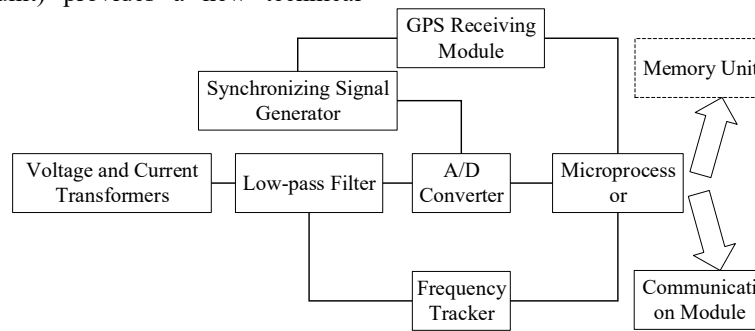 provides a new technical
GPS Receiving
Module
Memory Unit
Synchronizing Signal
Generator
Voltage and Current
Transformers
Low-pass Filter
A/D
Converter
Microprocess
or
Frequency
Tracker
Communicati
on Module